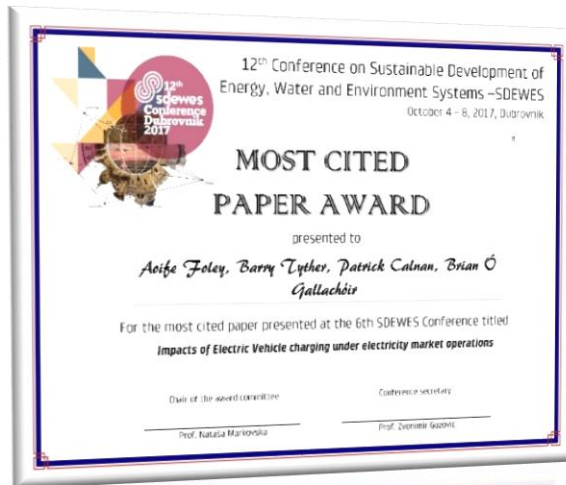 12th
sdewes
Conference
Dubrovnik
2017
12th Conference on Sustainable Development of
Energy, Water and Environment Systems –SDEWES
October 4 – 8, 2017, Dubrovnik
MOST CITED
PAPER AWARD
presented to
Aoife Foley, Barry Tyther, Patrick Calnan, Brian Ó
Gallachóir
For the most cited paper presented at the 6th SDEWES Conference titled
Impacts of Electric Vehicle charging under electricity market operations
Chair of the award committee
Conference secretary
Prof. Natasa Markovska
Prof. Zvonimir Guzovic